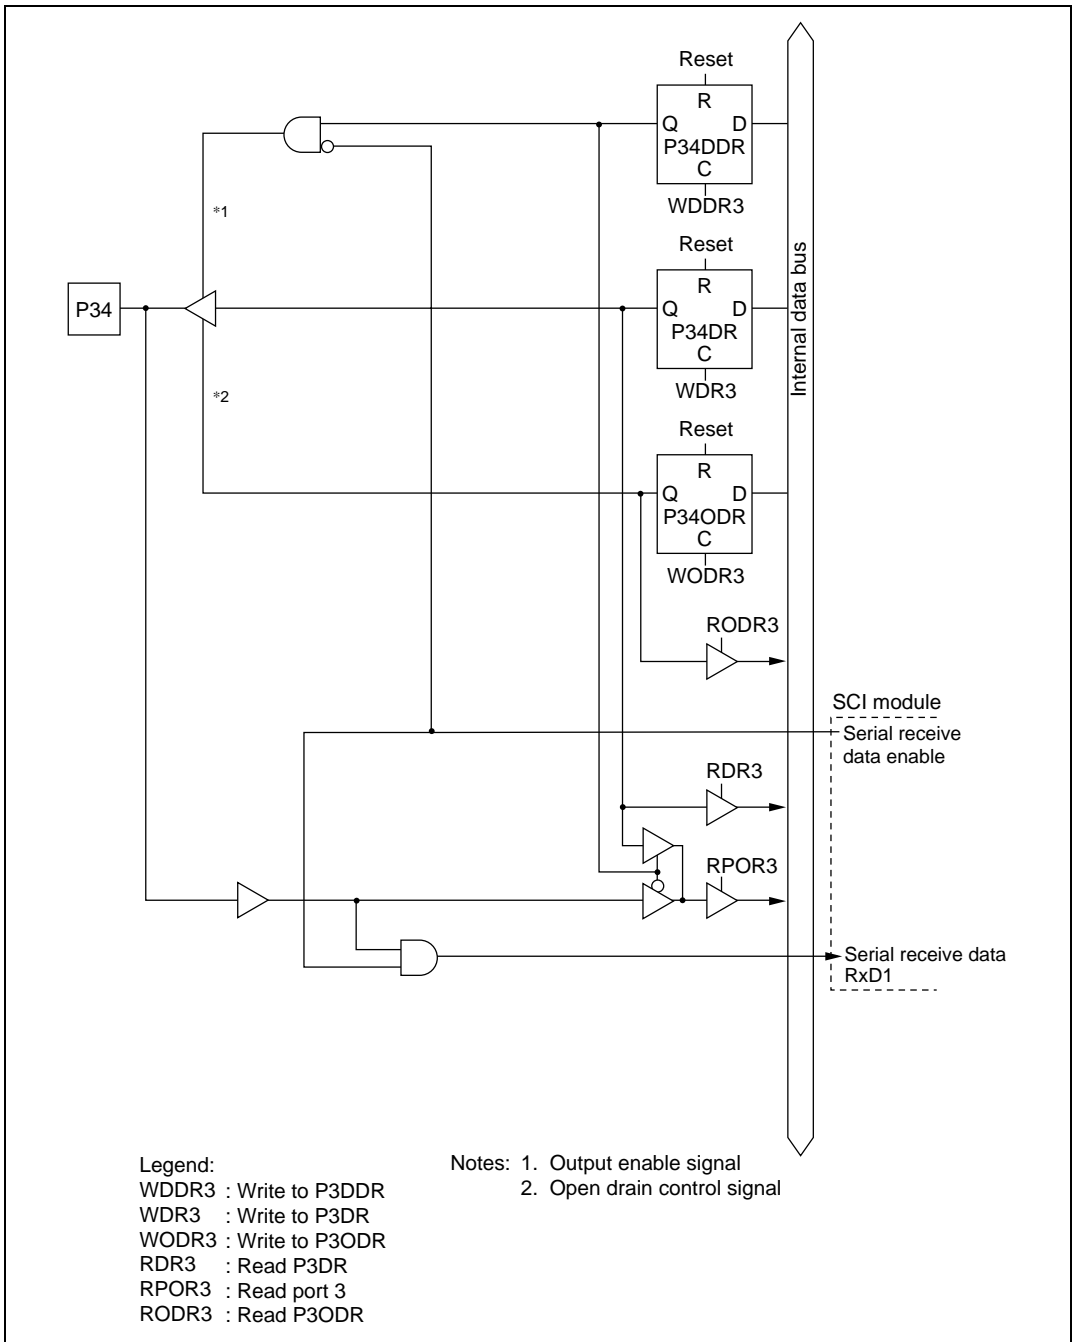 Reset
R
Q D
P34DDR
C
WDDR3
*1
Reset
R
P34
Q D
P34DR
C
WDR3
Internal data bus
*2
Reset
R
Q D
P34ODR
C
WODR3
RODR3
SCI module
Serial receive
data enable
RDR3
RPOR3
Serial receive data
RxD1
Legend:
WDDR3 : Write to P3DDR
WDR3 : Write to P3DR
WODR3 : Write to P3ODR
RDR3 : Read P3DR
RPOR3 : Read port 3
RODR3 : Read P3ODR
Notes: 1. Output enable signal
2. Open drain control signal